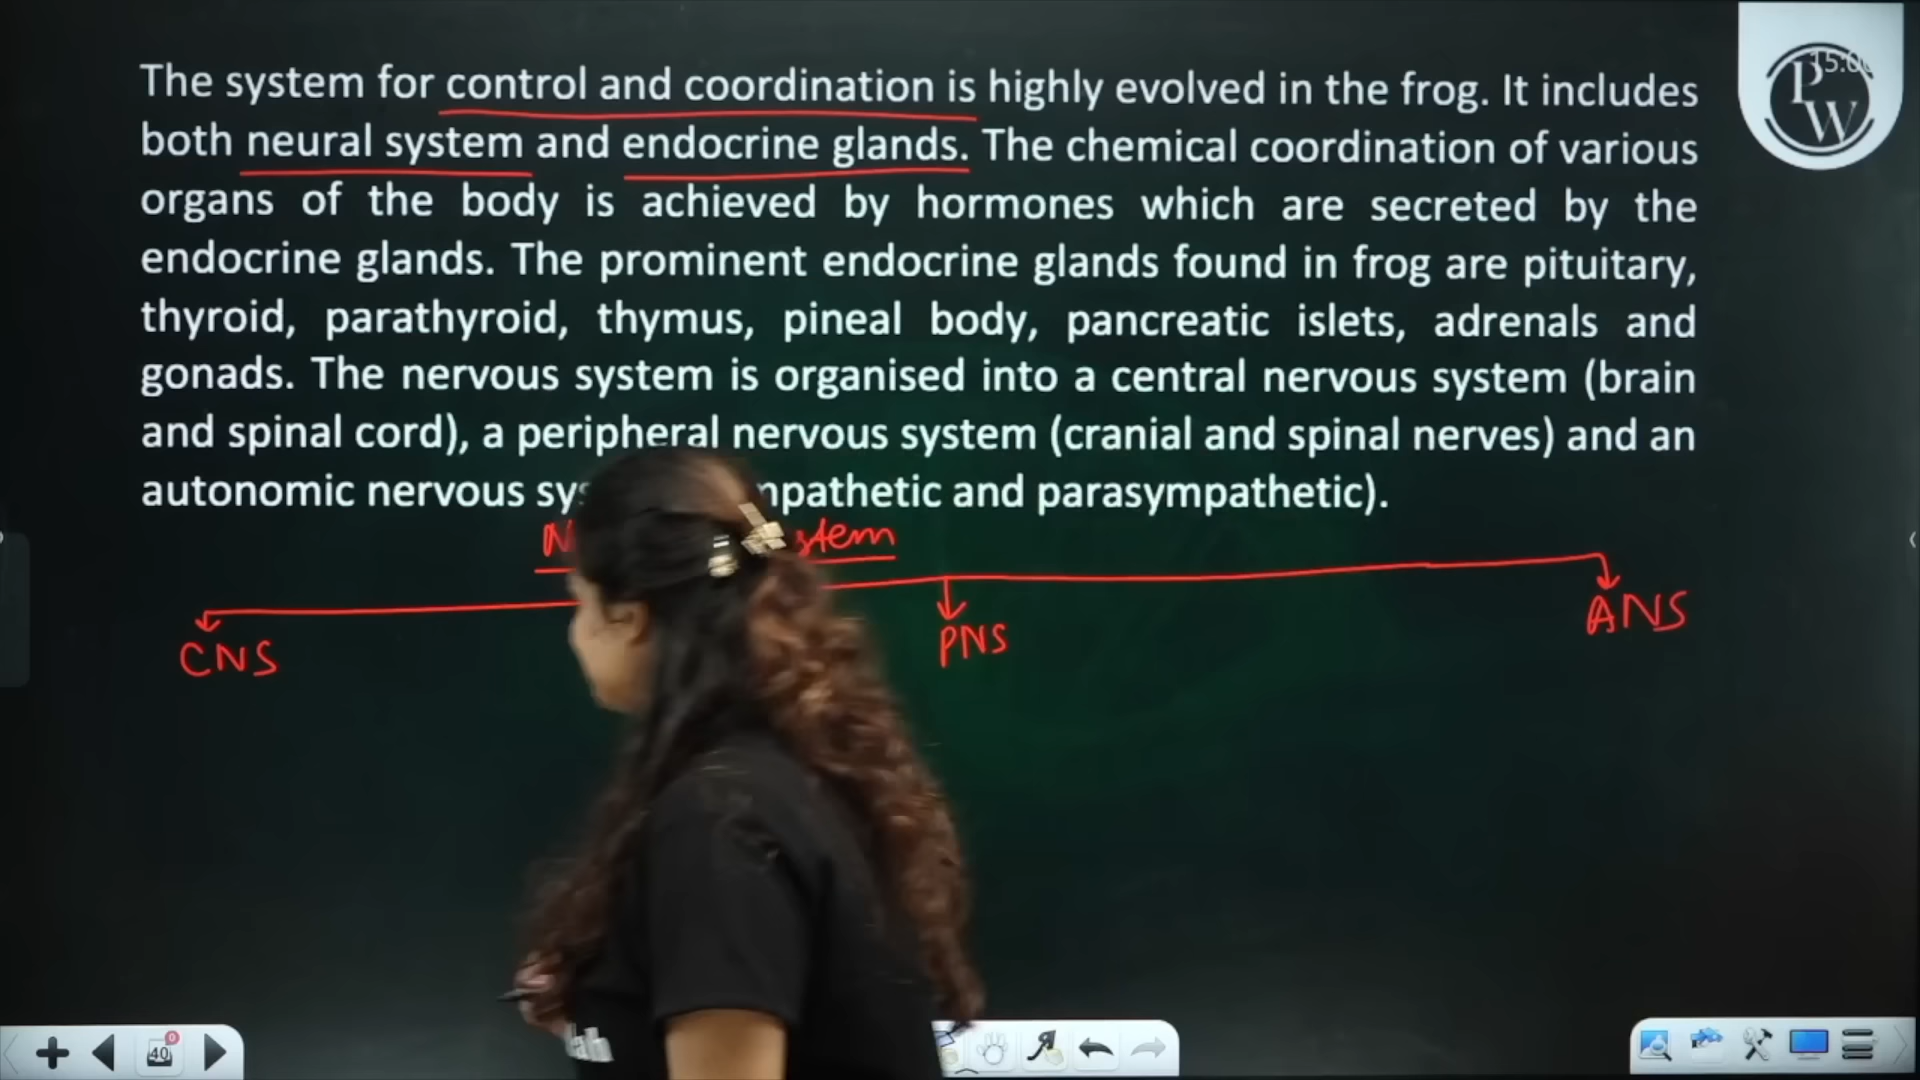 The system for control and coordination is highly evolved in the frog. It includes
both neural system and endocrine glands. The chemical coordination of various
organs of the body is achieved by hormones which are secreted by the
endocrine glands. The prominent endocrine glands found in frog are pituitary,
thyroid, parathyroid, thymus, pineal body, pancreatic islets, adrenals and
gonads. The nervous system is organised into a central nervous system (brain
and spinal cord), a peripheral nervous system (cranial and spinal nerves) and an
autonomic nervous and parasympathetic).
CNS
PNS
ANS
PW
40
0